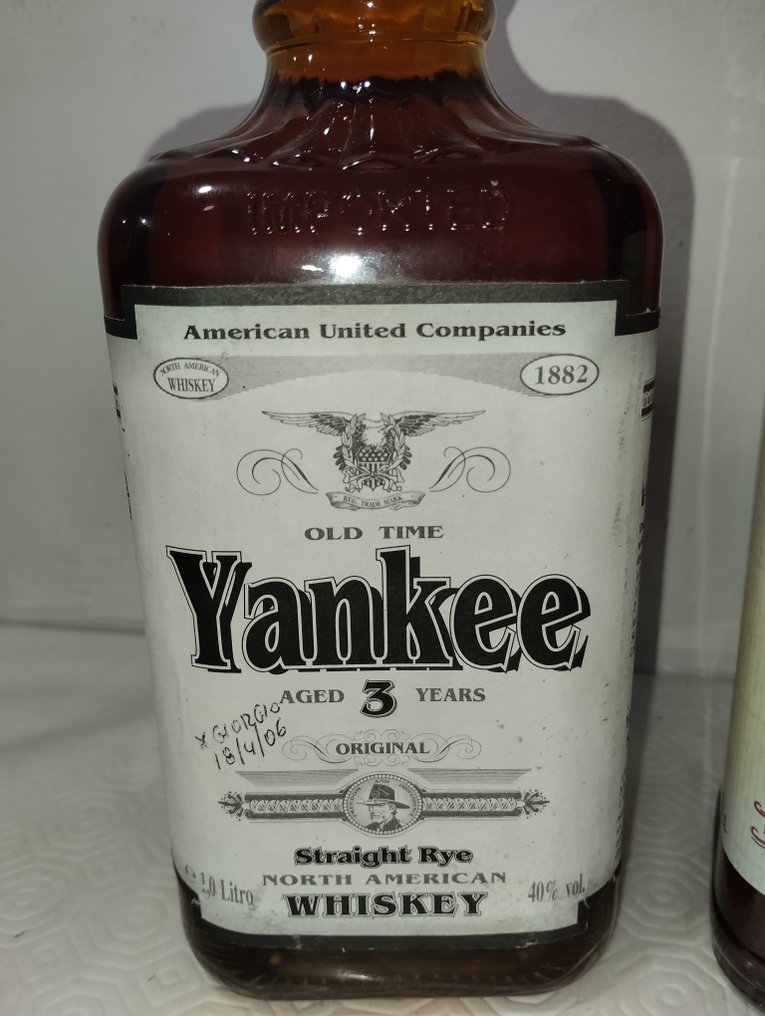 IMPORTED
American United Companies
NORTH AMERICAN
WHISKEY
1882
REG. TRADE MARK
OLD TIME
Yankee
AGED 3 YEARS
x GIORGIO
18/4/06
ORIGINAL
Straight Rye
1.0 Litro
NORTH AMERICAN
40% vol.
WHISKEY